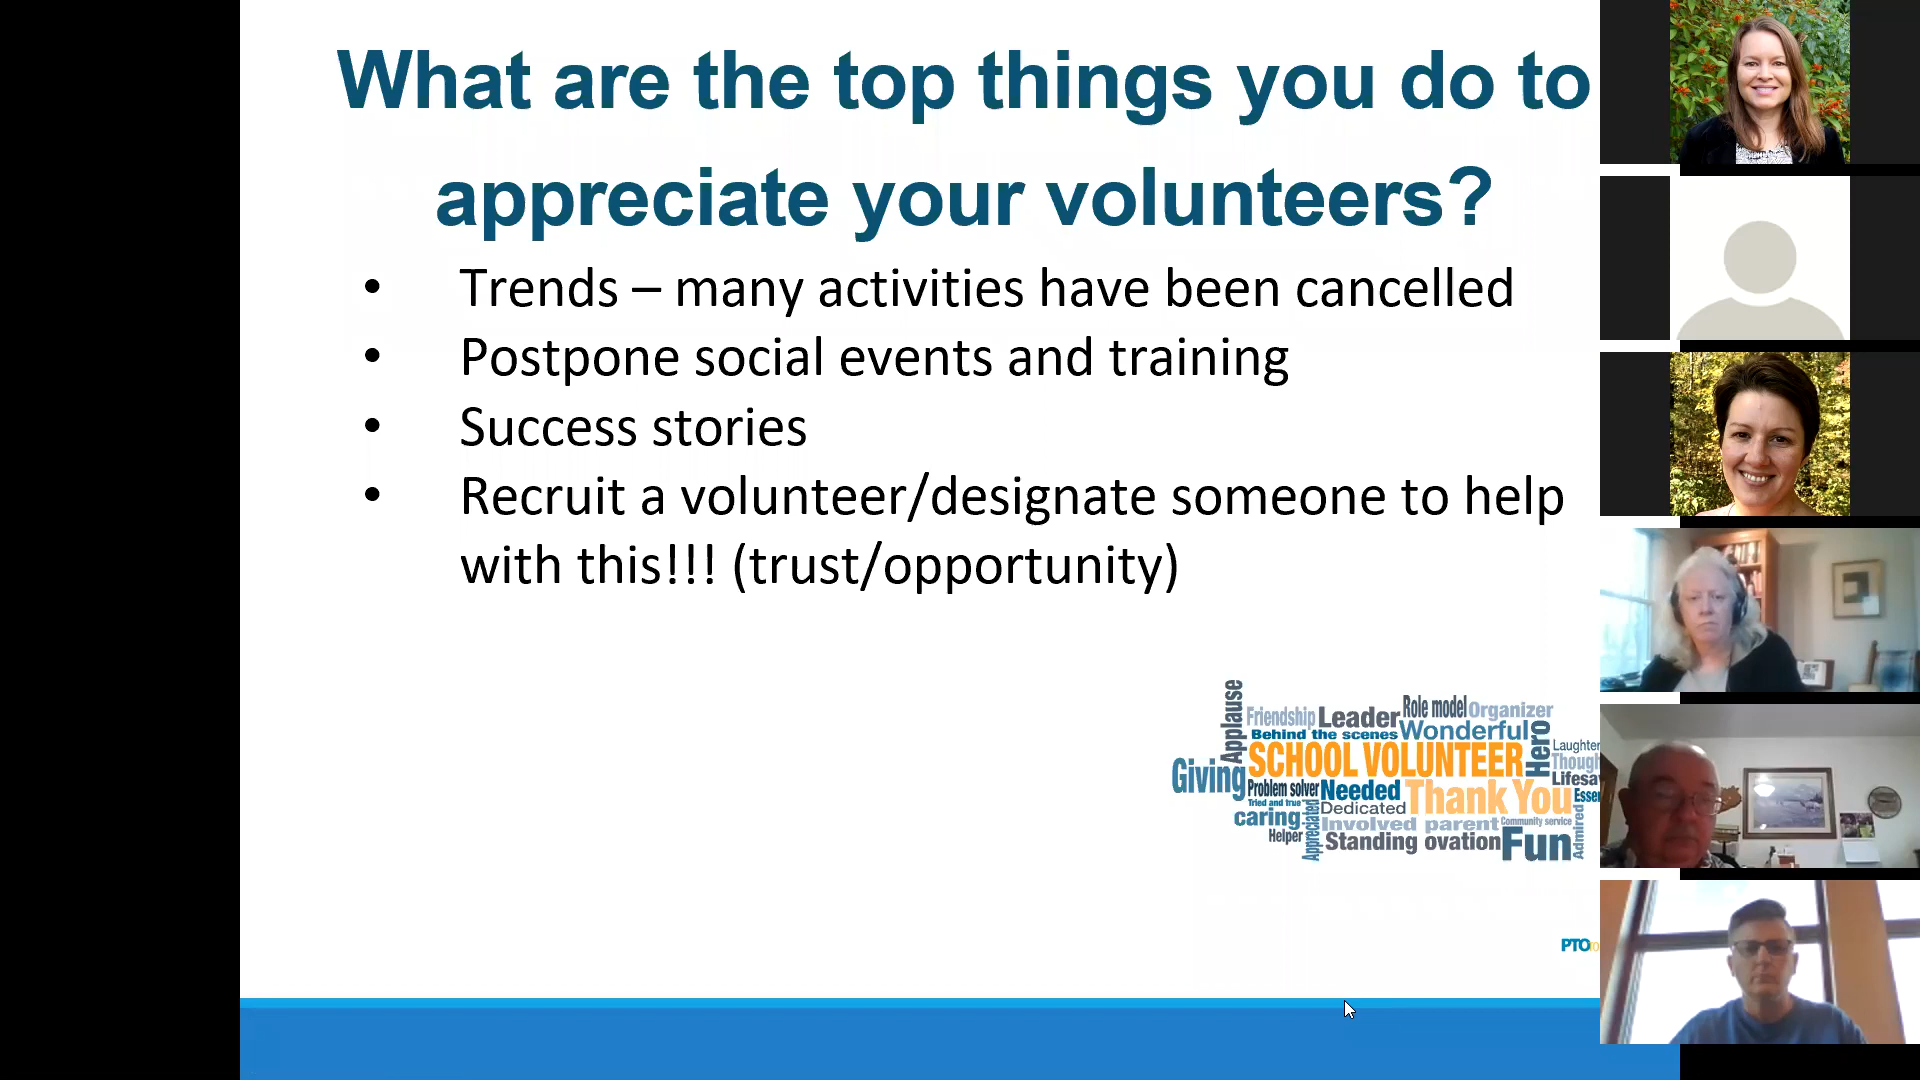 What are the top things you do to
appreciate your volunteers?
• Trends – many activities have been cancelled
• Postpone social events and training
• Success stories
• Recruit a volunteer/designate someone to help
with this!!! (trust/opportunity)
Applause
Friendship Leader Role model Organizer
Behind the scenes Wonderful Hero
Laughter
Giving SCHOOL VOLUNTEER
Problem solver Needed Thank You
Tried and true Dedicated
caring Appreciated Involved parent Community service Admired
Helper Standing ovation Fun
PTO